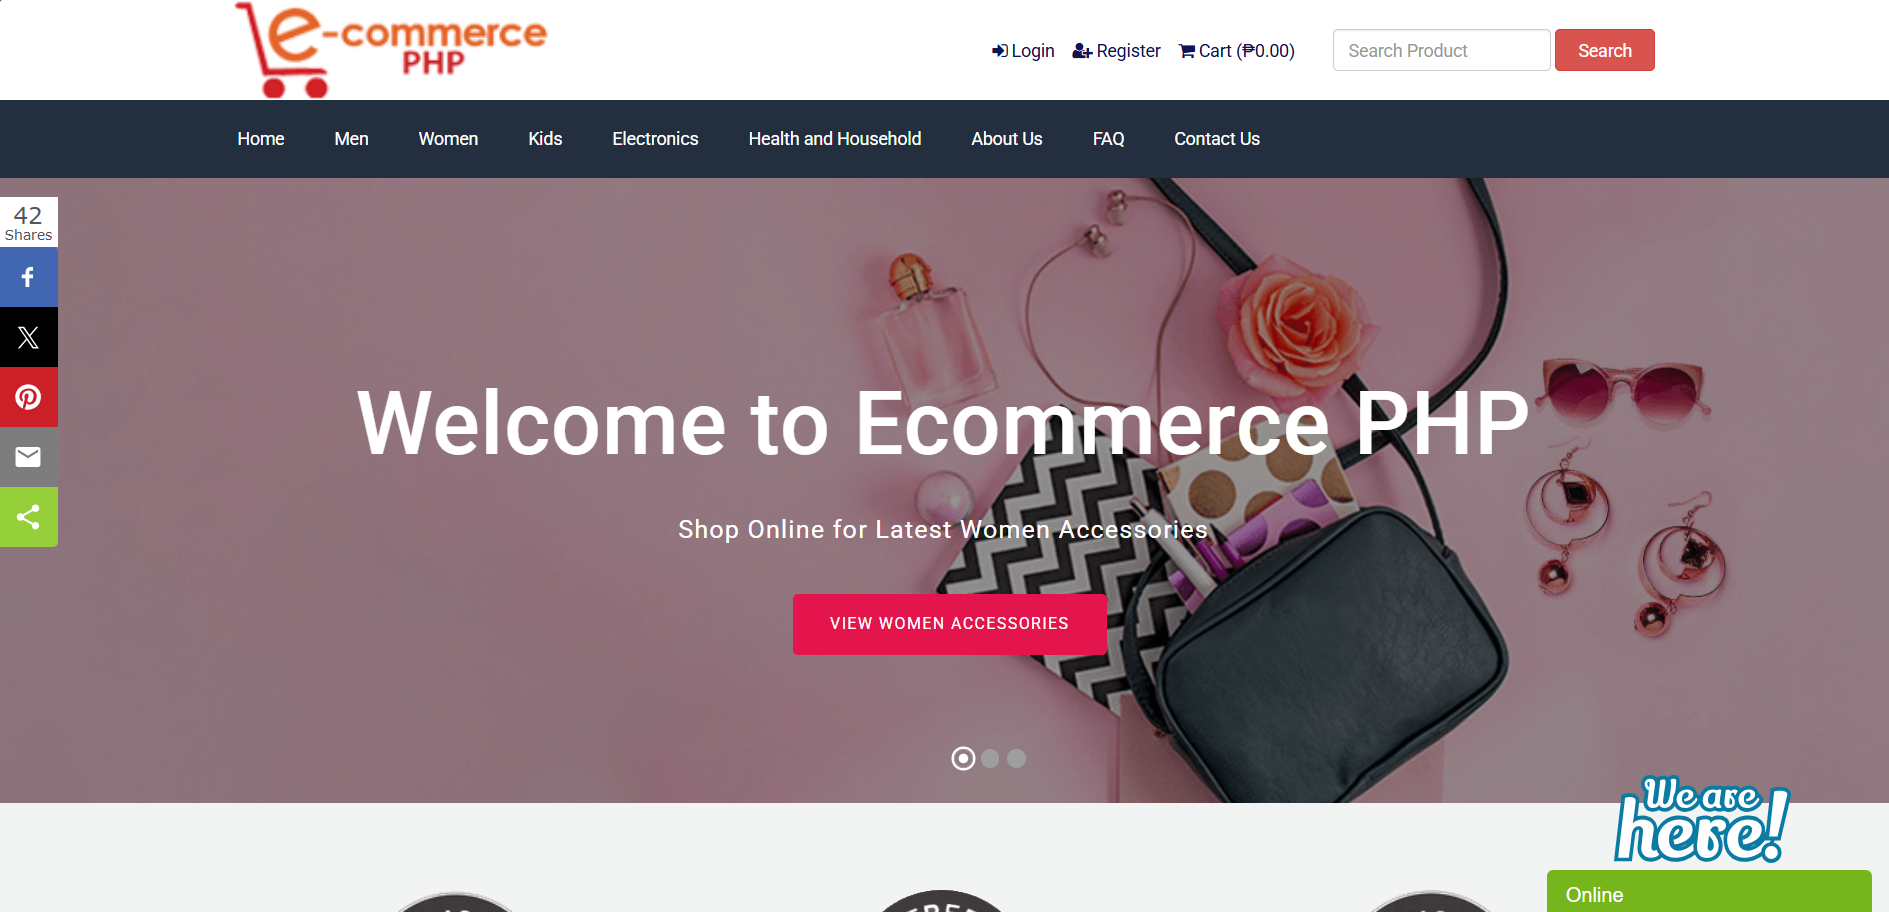 e-commerce
PHP
Login
Register
Cart (₱0.00)
Search Product
Search
Home
Men
Women
Kids
Electronics
Health and Household
About Us
FAQ
Contact Us
42
Shares
Welcome to Ecommerce PHP
Shop Online for Latest Women Accessories
VIEW WOMEN ACCESSORIES
We are
here!
Online